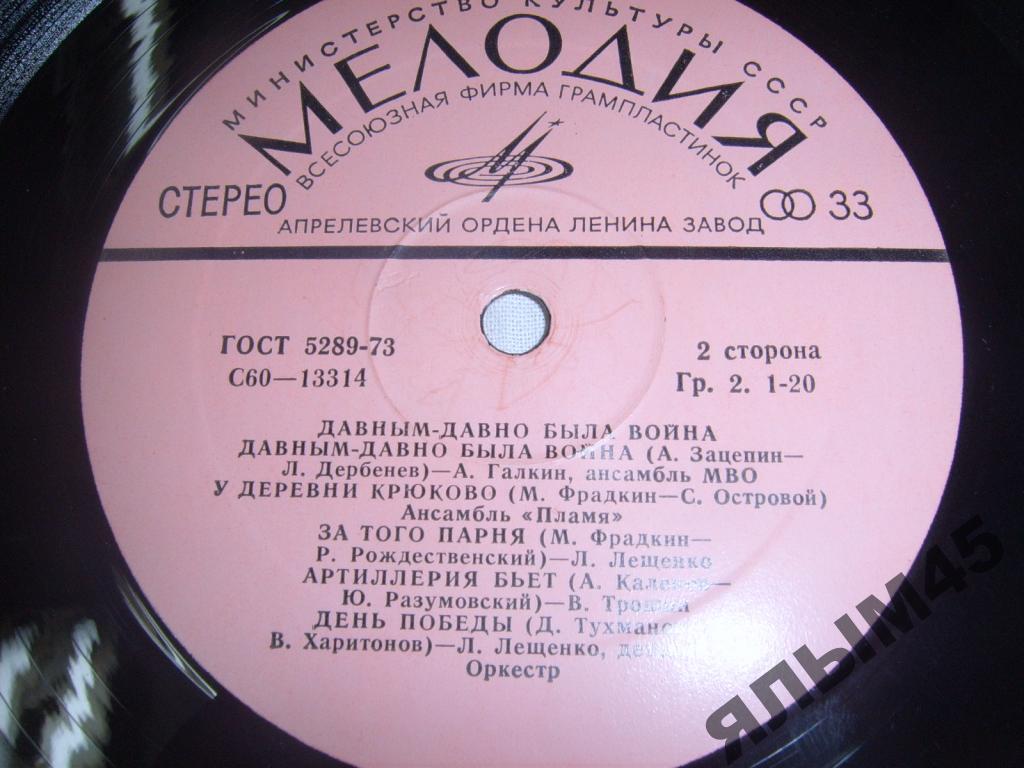 МИНИСТЕРСТВО КУЛЬТУРЫ СССР
МЕЛОДИЯ
ВСЕСОЮЗНАЯ ФИРМА ГРАМПЛАСТИНОК
СТЕРЕО 33
АПРЕЛЕВСКИЙ ОРДЕНА ЛЕНИНА ЗАВОД
ГОСТ 5289-73 2 сторона
С60—13314 Гр. 2. 1-20
ДАВНЫМ-ДАВНО БЫЛА ВОЙНА
ДАВНЫМ-ДАВНО БЫЛА ВОЙНА (А. Зацепин—
Л. Дербенев)—А. Галкин, ансамбль МВО
У ДЕРЕВНИ КРЮКОВО (М. Фрадкин—С. Островой)
Ансамбль «Пламя»
ЗА ТОГО ПАРНЯ (М. Фрадкин—
Р. Рождественский)—Л. Лещенко
АРТИЛЛЕРИЯ БЬЕТ (А.
Ю. Разумовский)—В. Трошин
ДЕНЬ ПОБЕДЫ (Д.
В. Харитонов)—Л. Лещенко,
Оркестр
ЯЛЫМ45